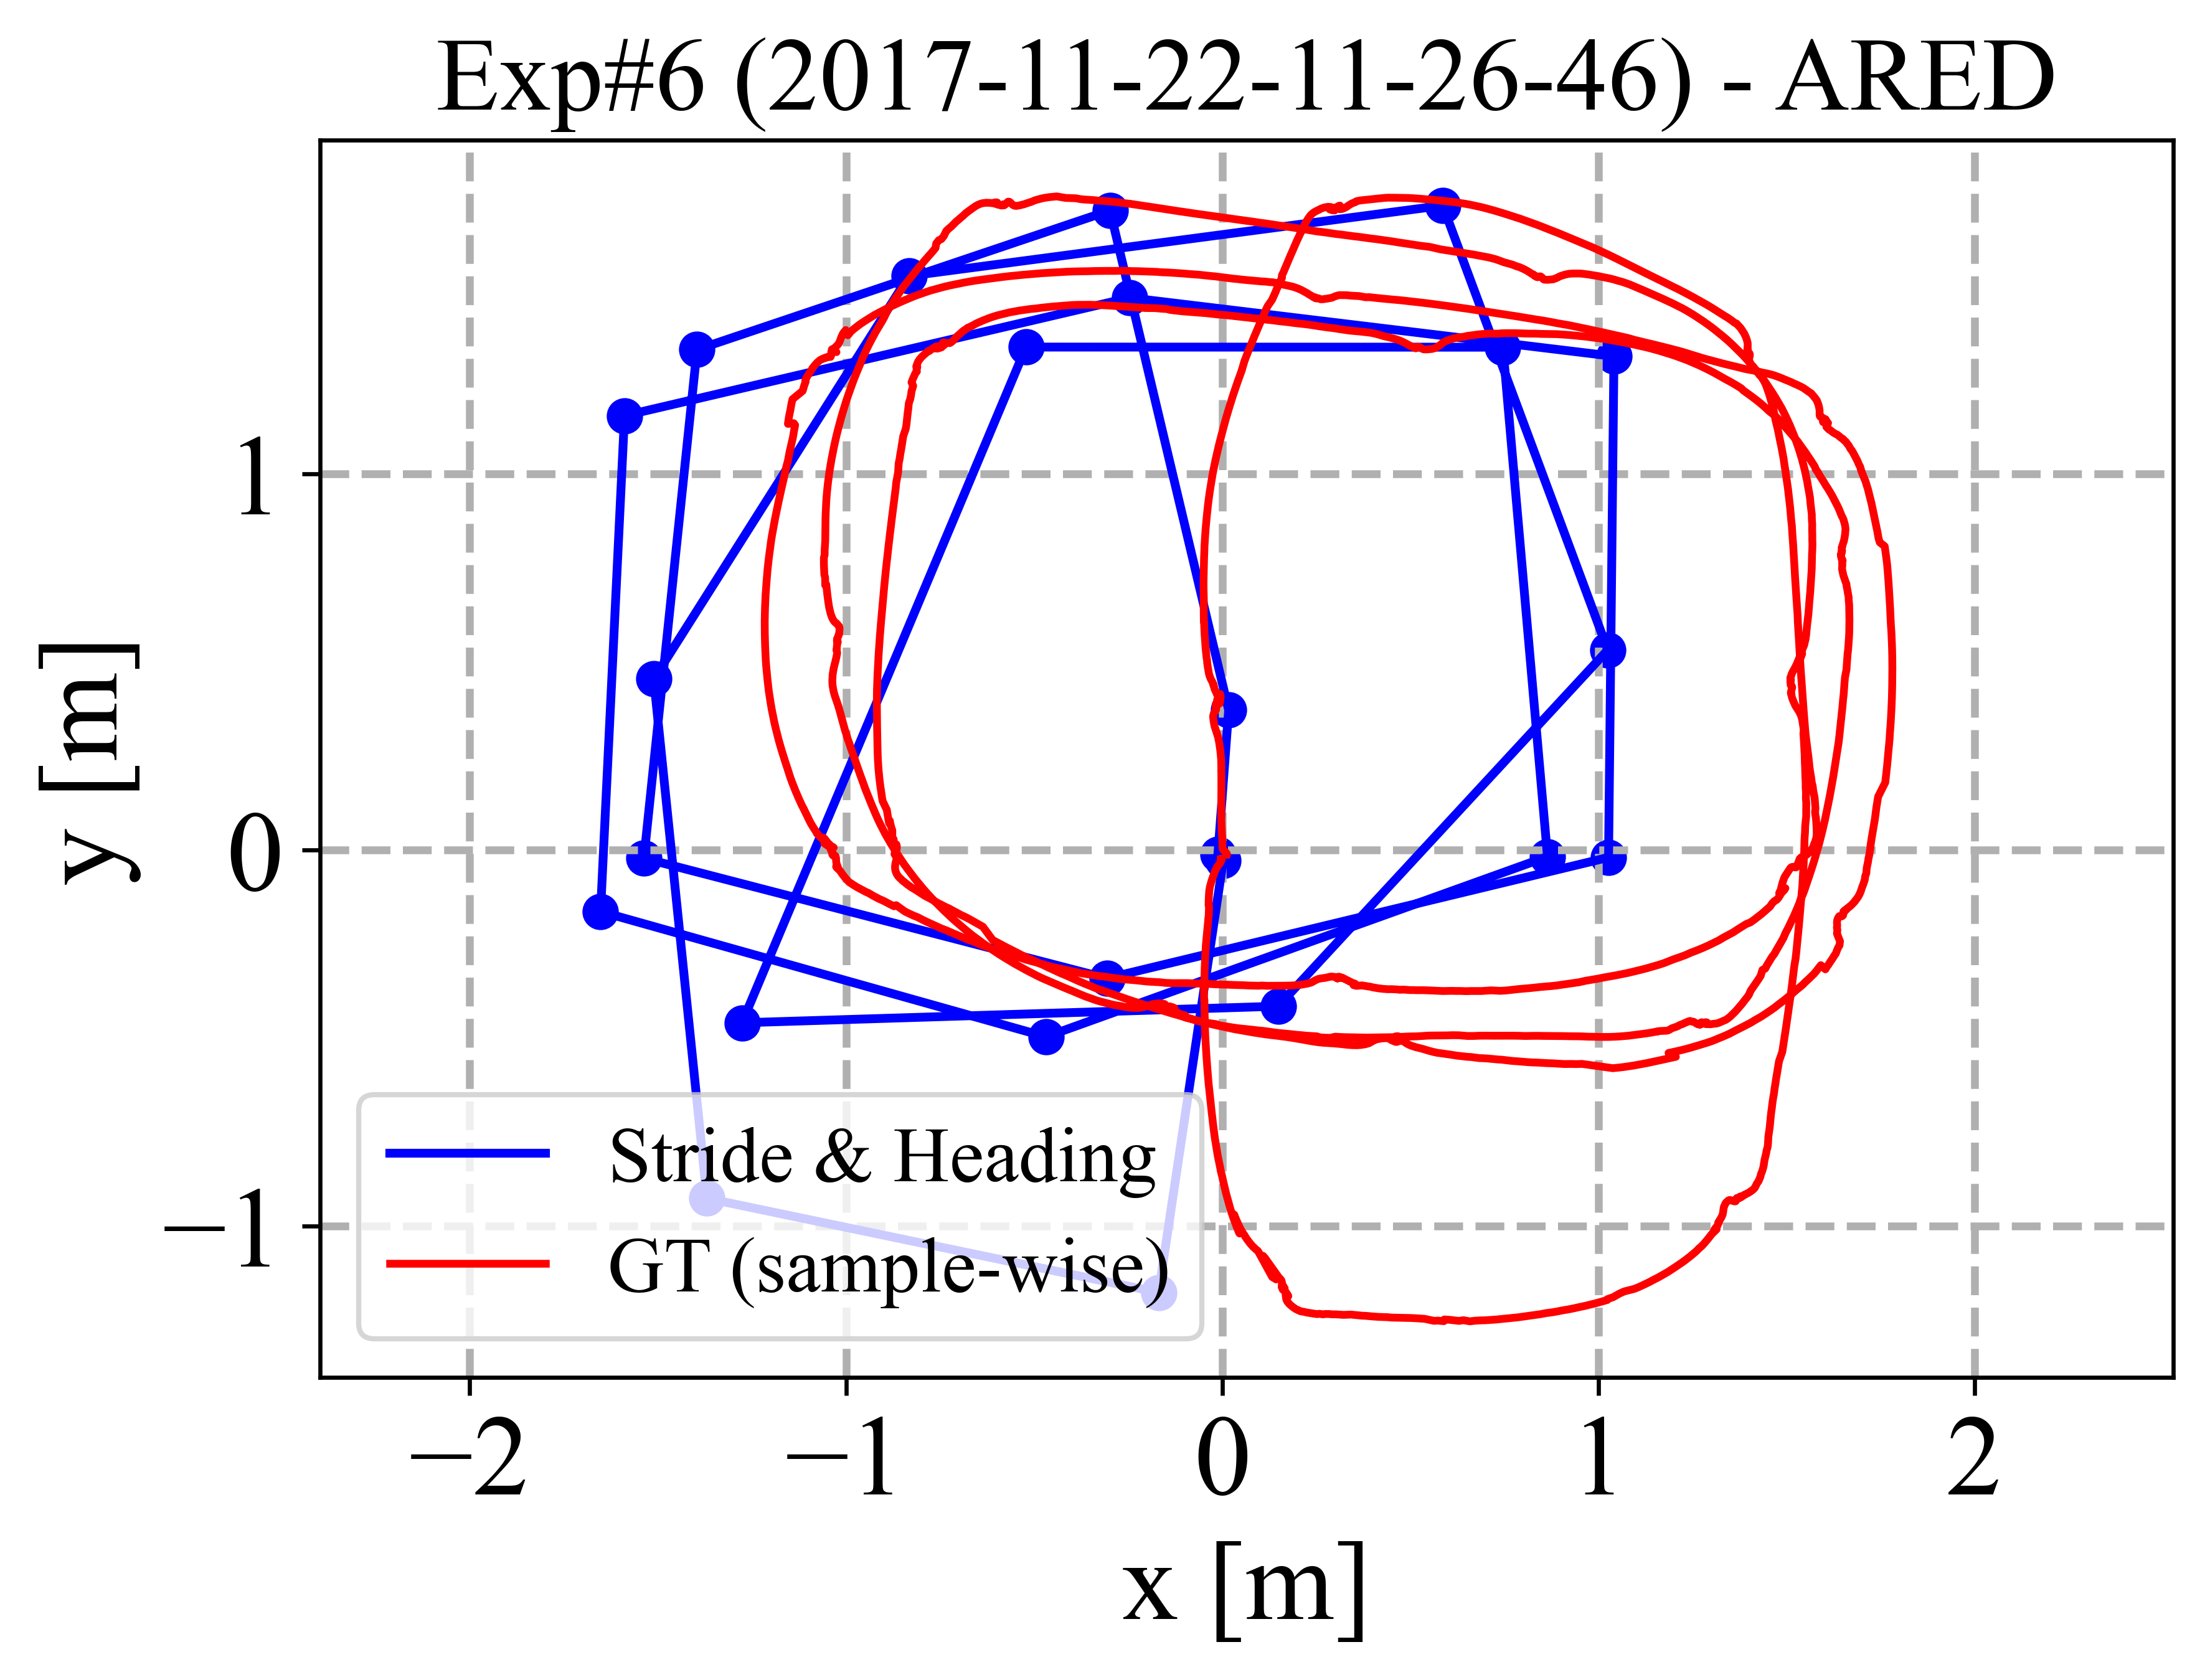 Exp#6 (2017-11-22-11-26-46) - ARED
y [m]
1
0
−1
−2
−1
0
1
2
x [m]
Stride & Heading
GT (sample-wise)